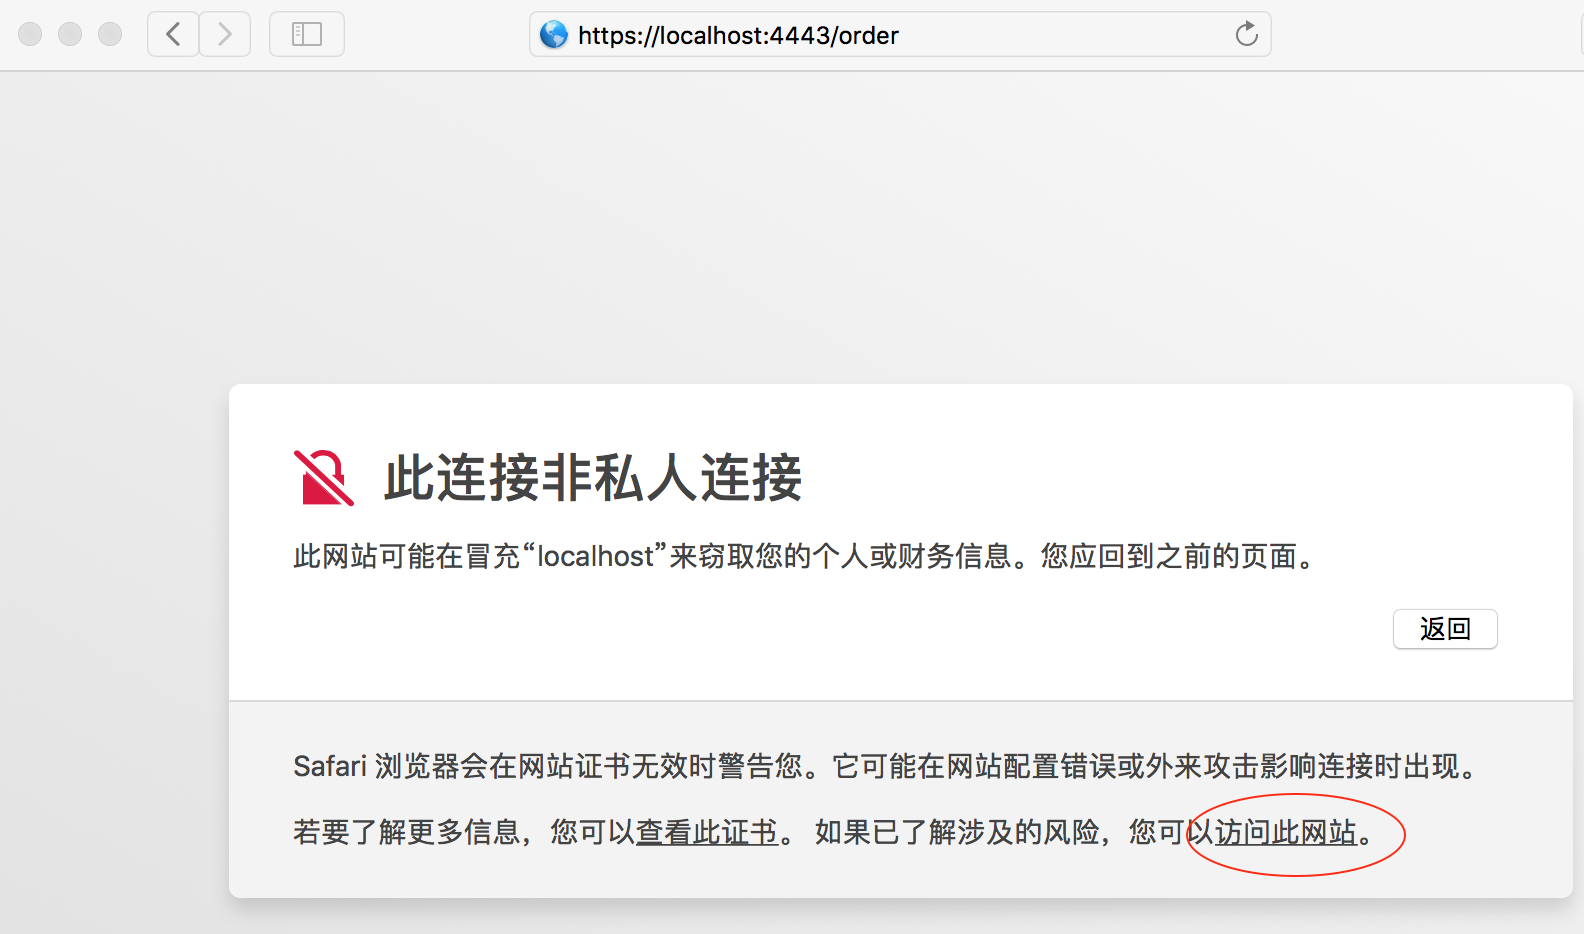 https://localhost:4443/order
此连接非私人连接
此网站可能在冒充“localhost”来窃取您的个人或财务信息。您应回到之前的页面。
返回
Safari 浏览器会在网站证书无效时警告您。它可能在网站配置错误或外来攻击影响连接时出现。
若要了解更多信息，您可以查看此证书。 如果已了解涉及的风险，您可以访问此网站。